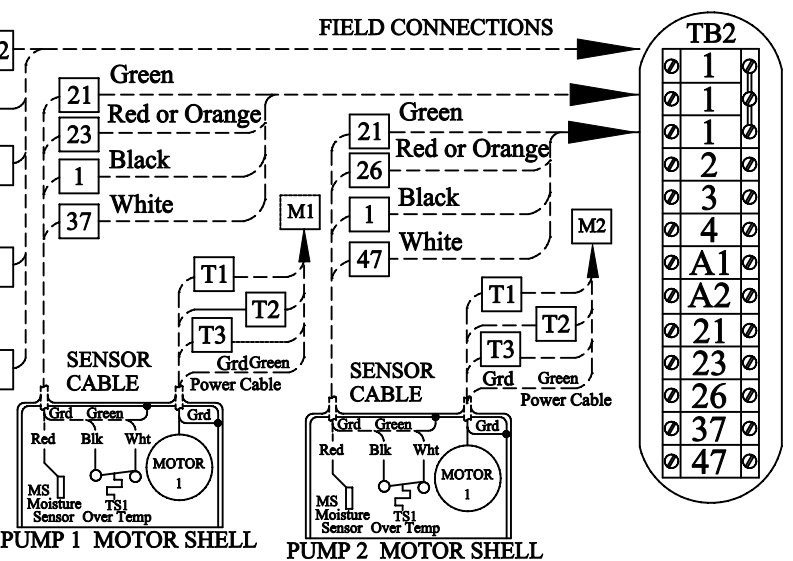 FIELD CONNECTIONS
2
21 Green
23 Red or Orange
1 Black
37 White
M1
T1
T2
T3
Grd Green
Power Cable
SENSOR
CABLE
Grd Green Grd
Red Blk Wht
MOTOR
1
MS
Moisture
Sensor
TS1
Over Temp
PUMP 1 MOTOR SHELL
21 Green
26 Red or Orange
1 Black
47 White
M2
T1
T2
T3
Grd Green
Power Cable
SENSOR
CABLE
Grd Green Grd
Red Blk Wht
MOTOR
1
MS
Moisture
Sensor
TS1
Over Temp
PUMP 2 MOTOR SHELL
TB2
1
1
1
2
3
4
A1
A2
21
23
26
37
47